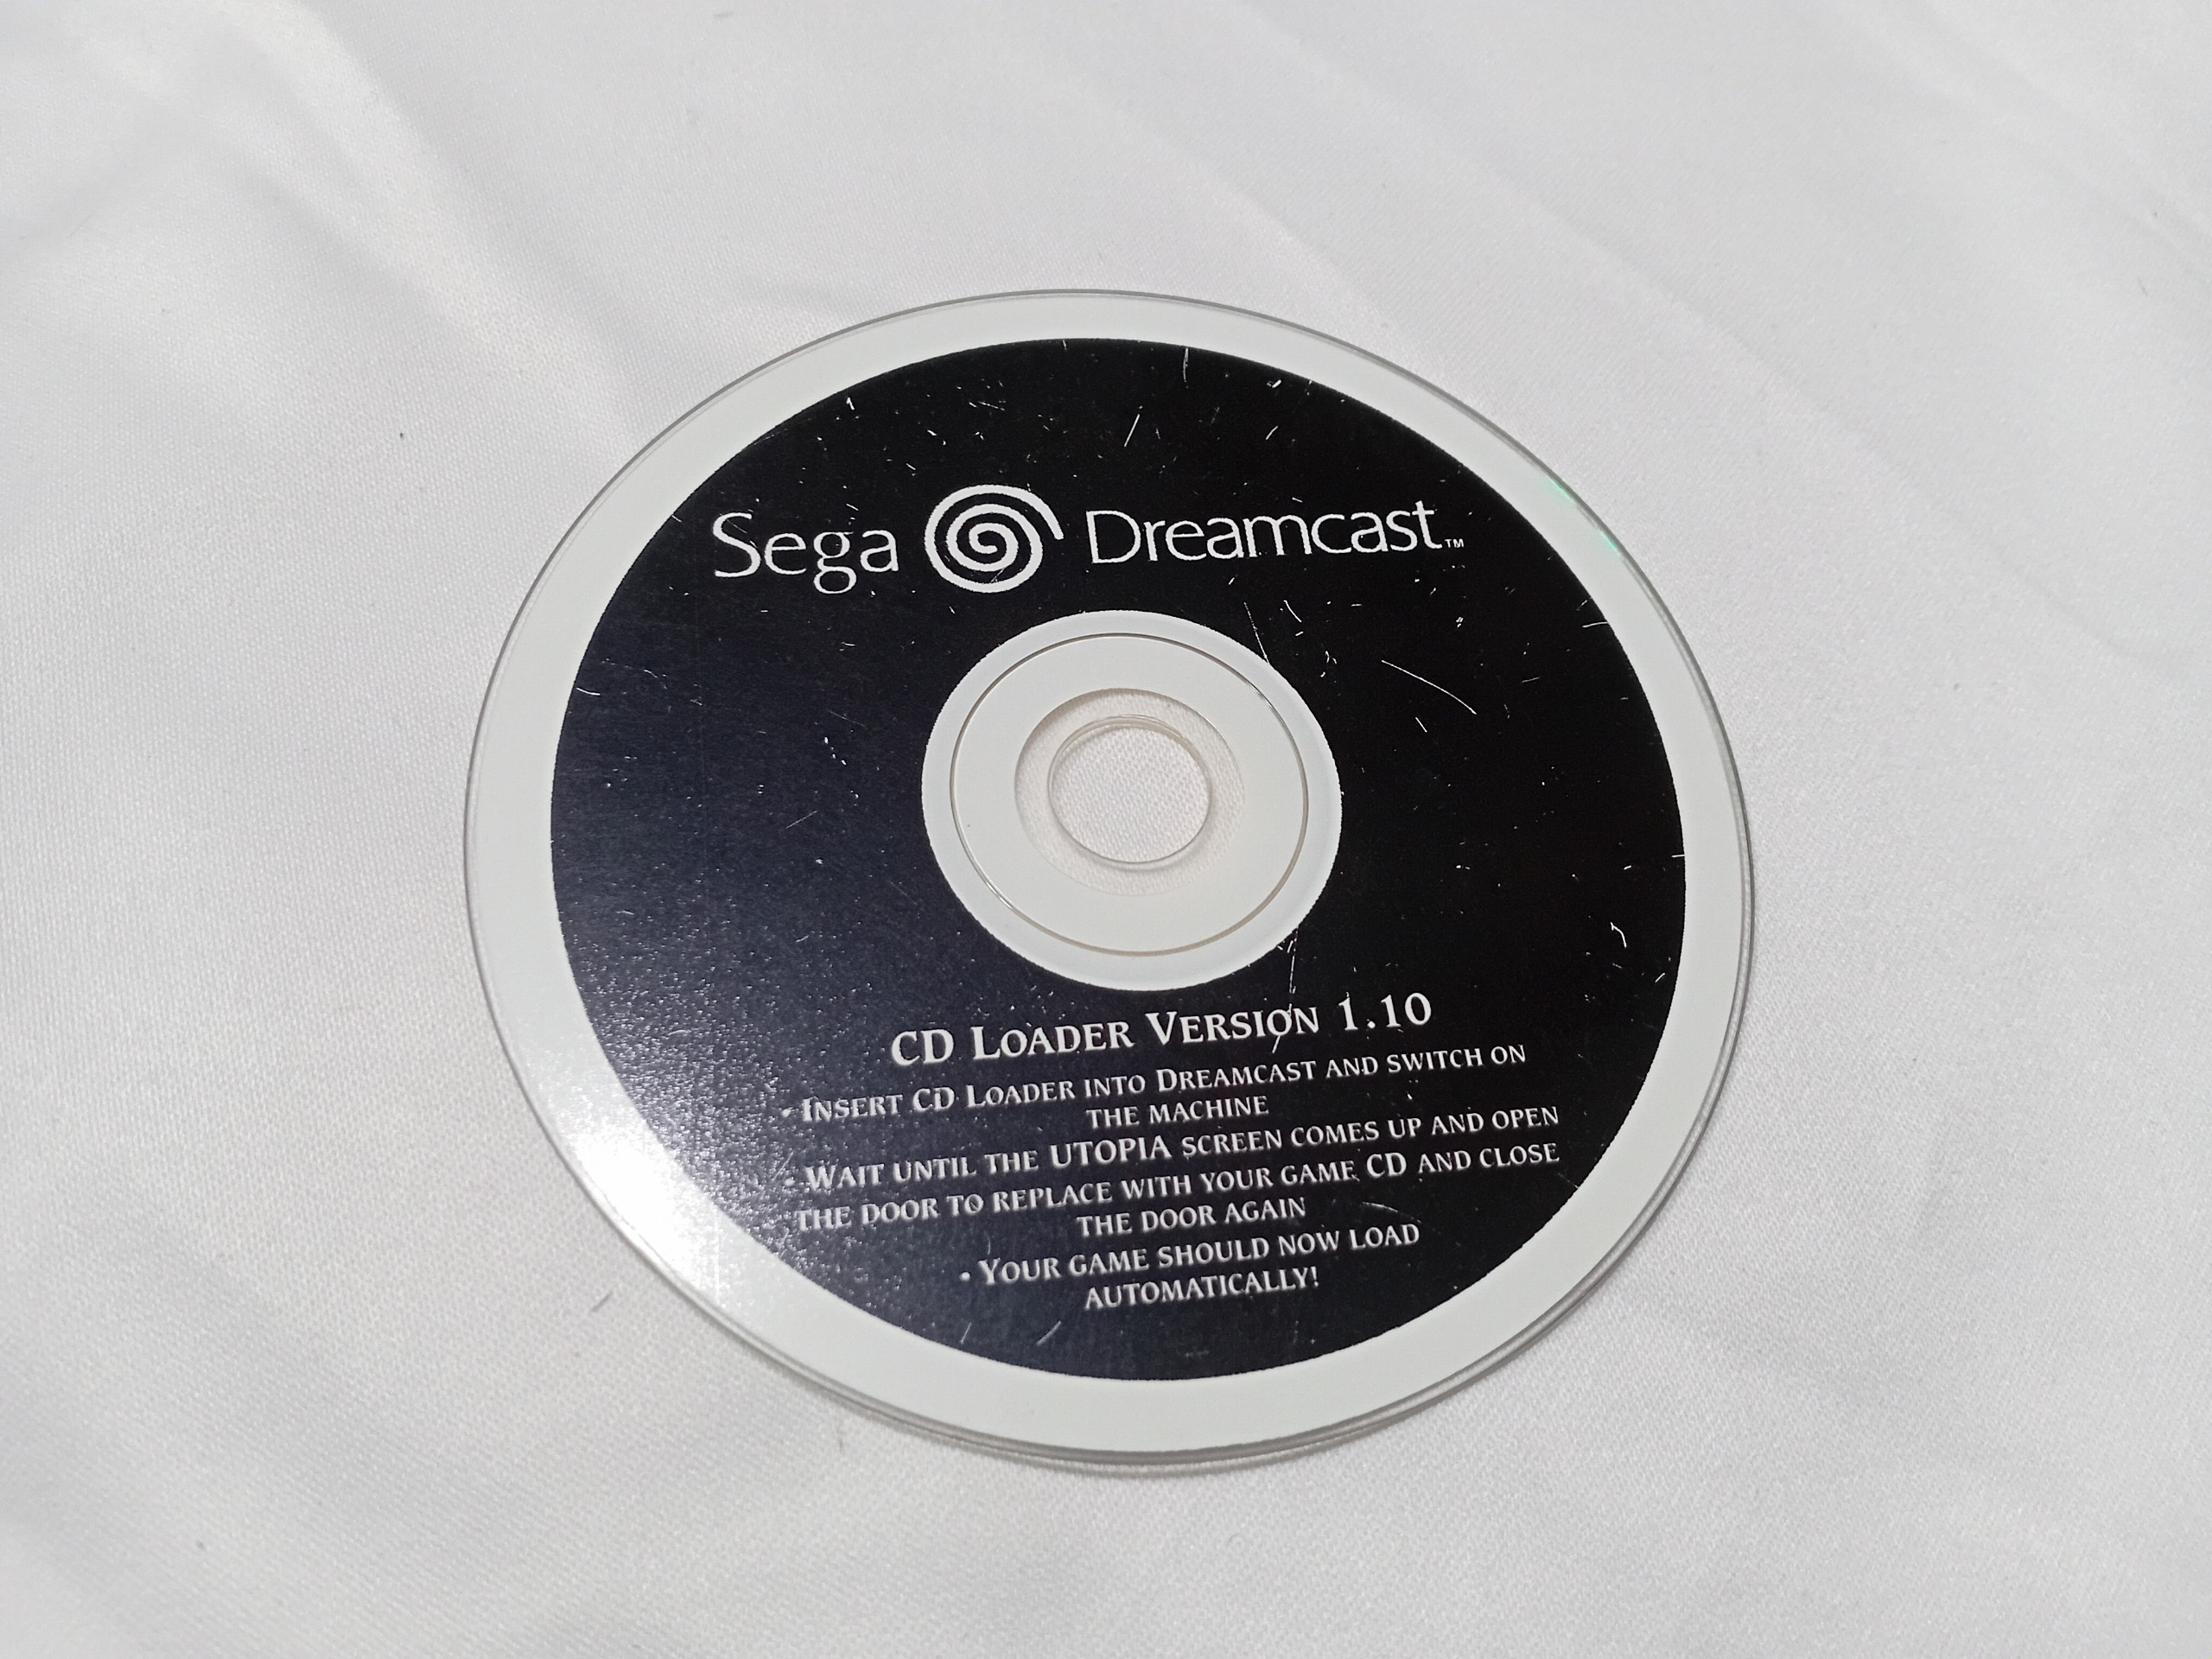 Sega Dreamcast™
CD Loader Version 1.10
• Insert CD Loader into Dreamcast and switch on
the machine
• Wait until the UTOPIA screen comes up and open
the door to replace with your game CD and close
the door again
• Your game should now load
automatically!